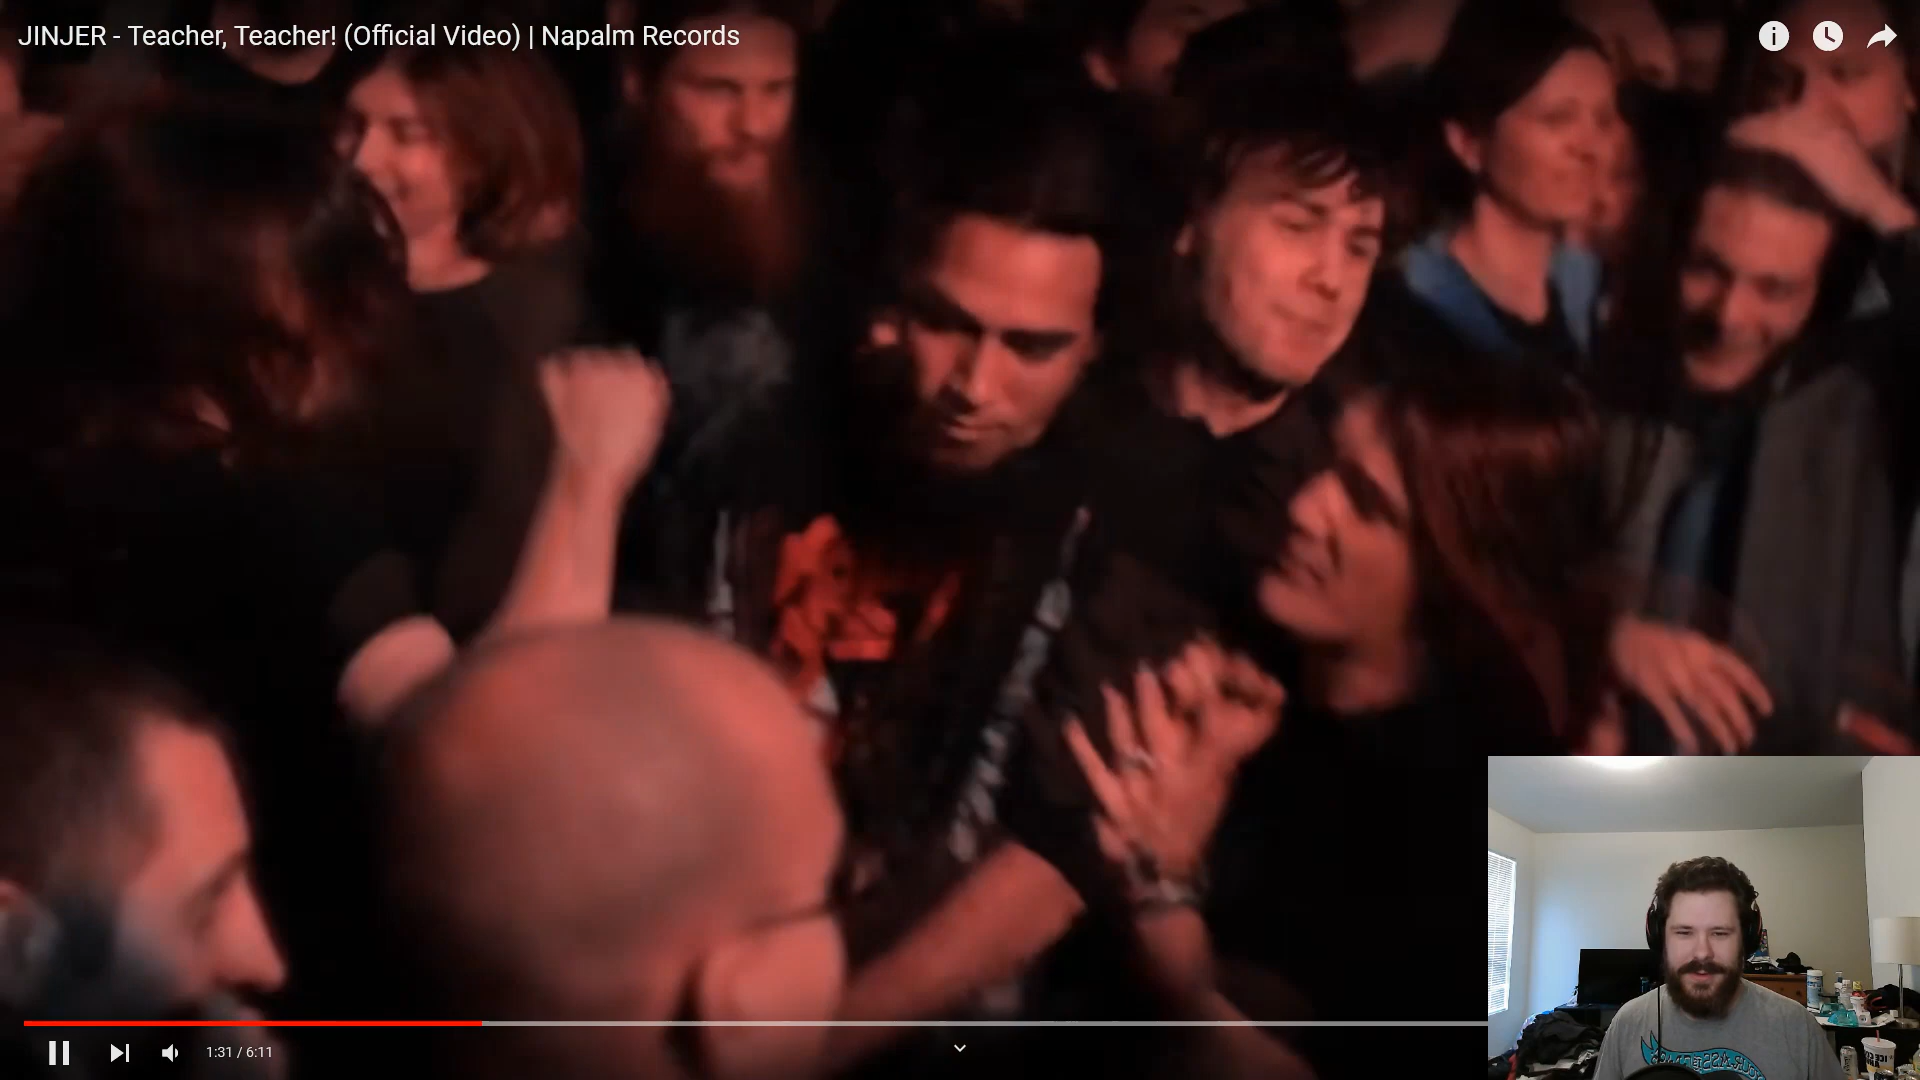 JINJER - Teacher, Teacher! (Official Video) | Napalm Records
1:31 / 6:11